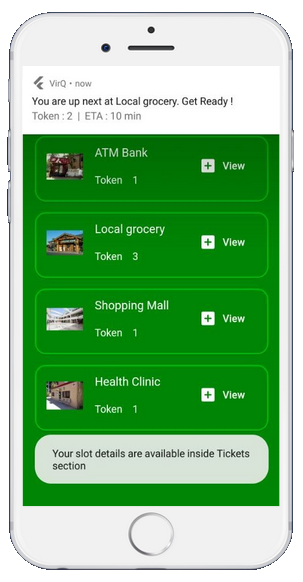 VirQ • now
You are up next at Local grocery. Get Ready !
Token : 2 | ETA : 10 min
ATM Bank
Token 1
View
Local grocery
Token 3
View
Shopping Mall
Token 1
View
Health Clinic
Token 1
View
Your slot details are available inside Tickets
section